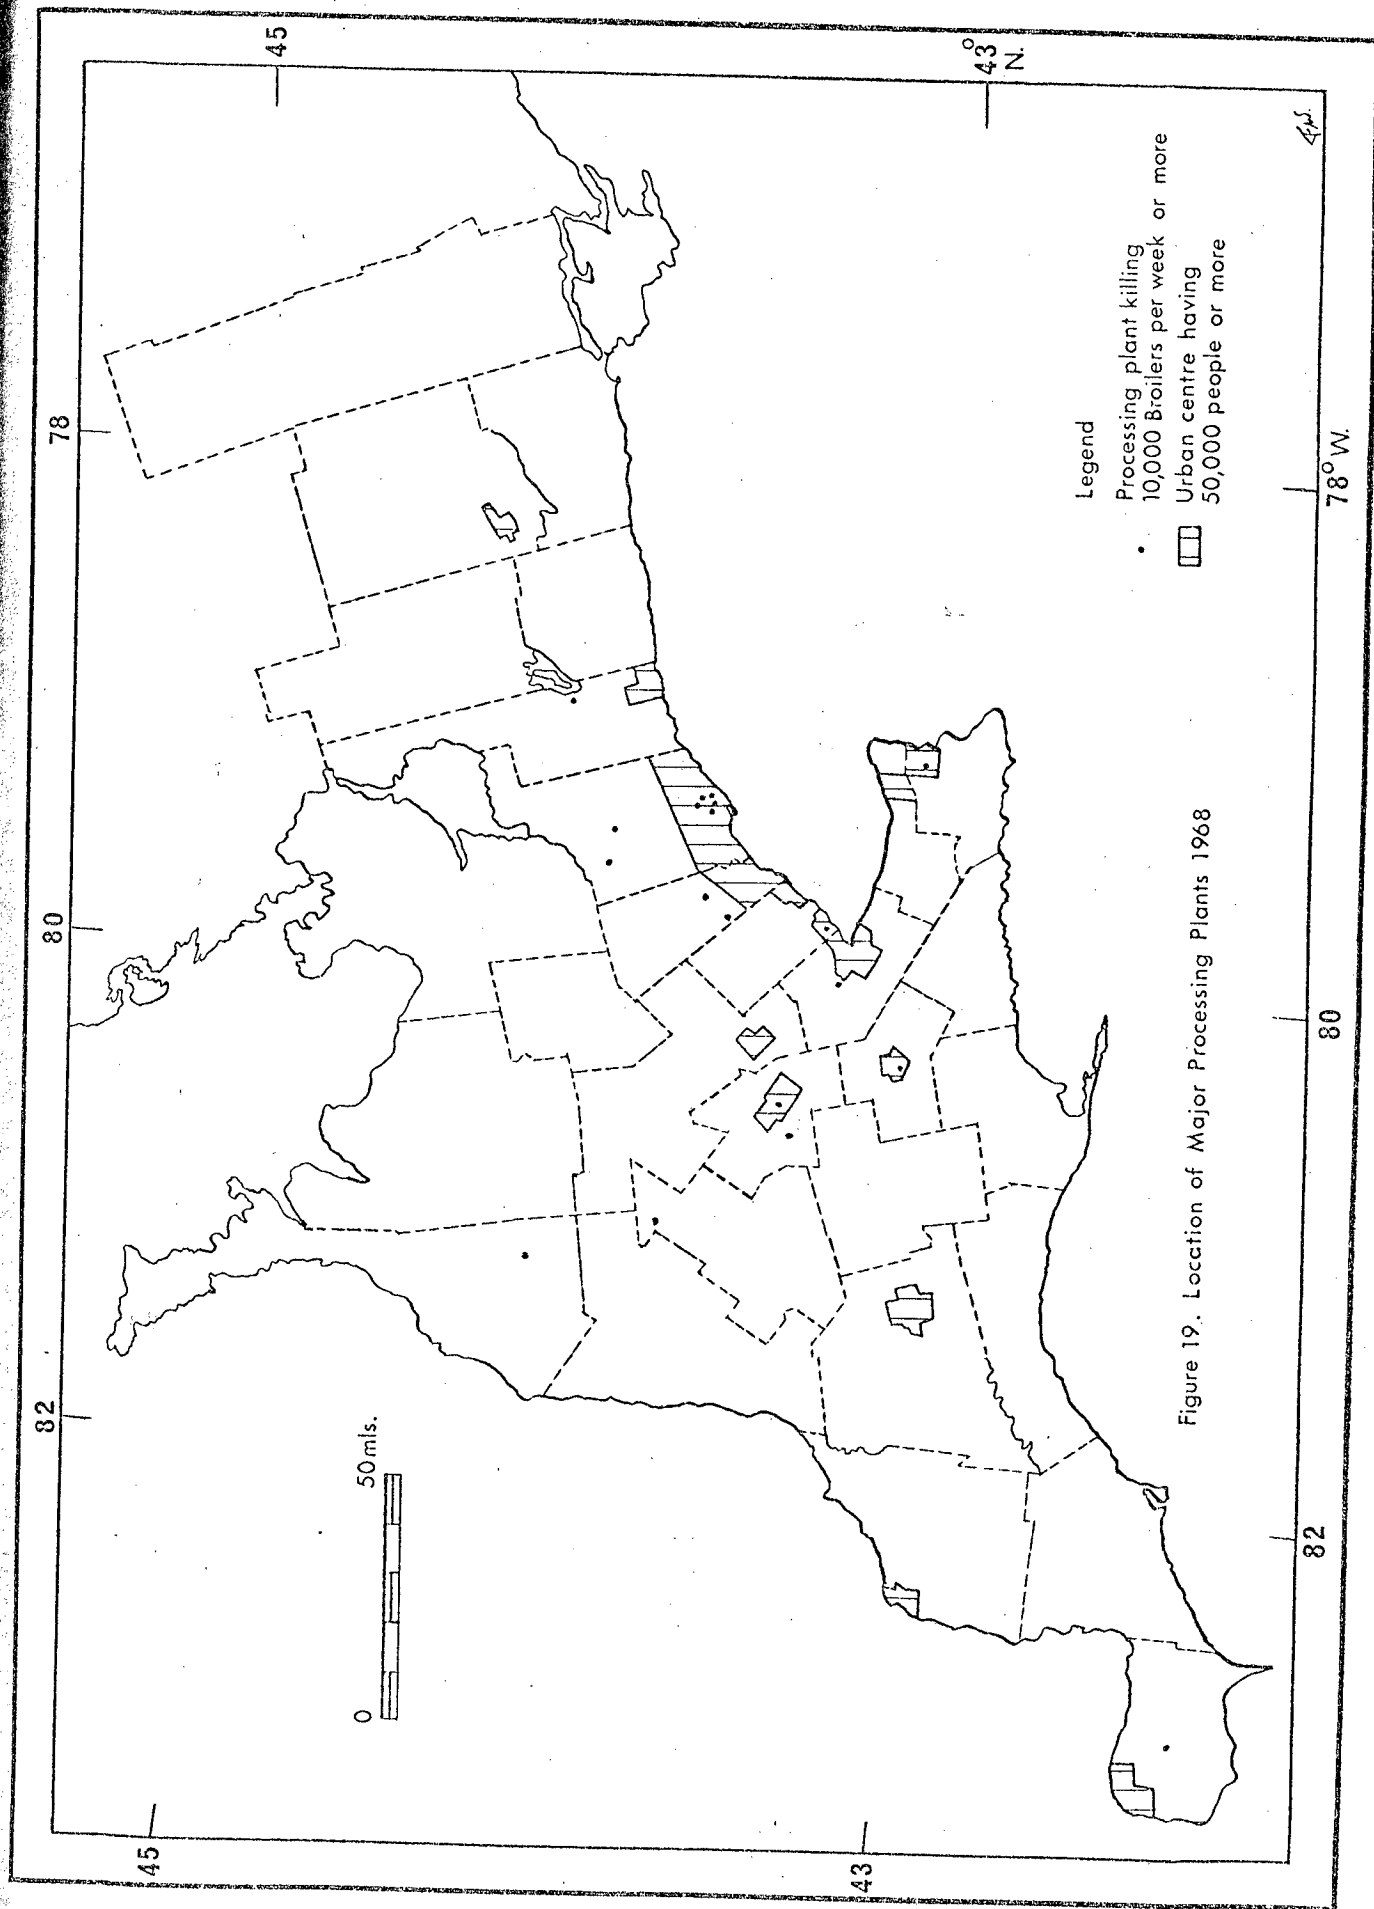 45
43°
N.
78
80
82
50 mls.
0
Legend
Processing plant killing
10,000 Broilers per week or more
Urban centre having
50,000 people or more
78° W.
80
82
45
43
Figure 19. Location of Major Processing Plants 1968